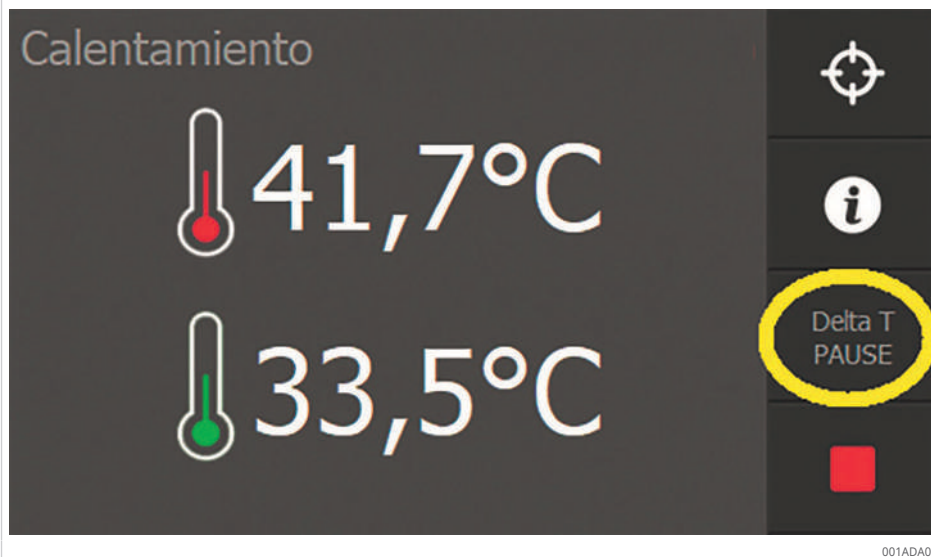 Calentamiento
41,7°C
33,5°C
i
Delta T
PAUSE
001ADA0